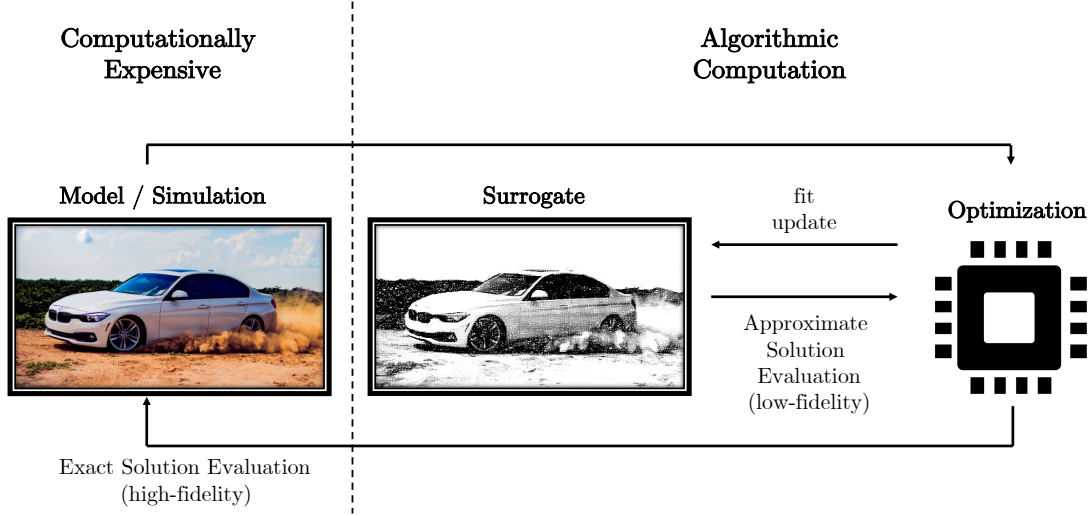 Computationally
Expensive
Algorithmic
Computation
Model / Simulation
Surrogate
fit
update
Optimization
Approximate
Solution
Evaluation
(low-fidelity)
Exact Solution Evaluation
(high-fidelity)